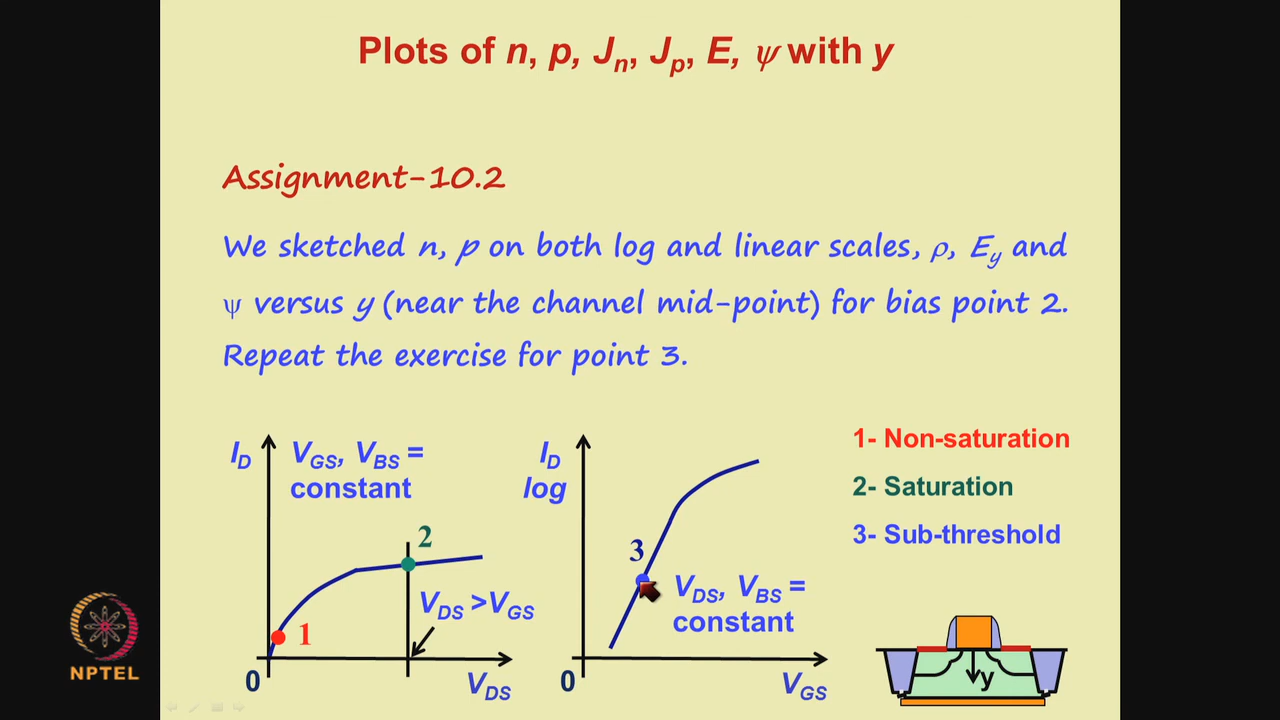 Plots of n, p, Jn, Jp, E, ψ with y
Assignment-10.2
We sketched n, p on both log and linear scales, ρ, Ey and
ψ versus y (near the channel mid-point) for bias point 2.
Repeat the exercise for point 3.
ID
VGS, VBS =
constant
2
VDS >VGS
1
0
VDS
ID
log
3
VDS, VBS =
constant
0
VGS
1- Non-saturation
2- Saturation
3- Sub-threshold
y
NPTEL